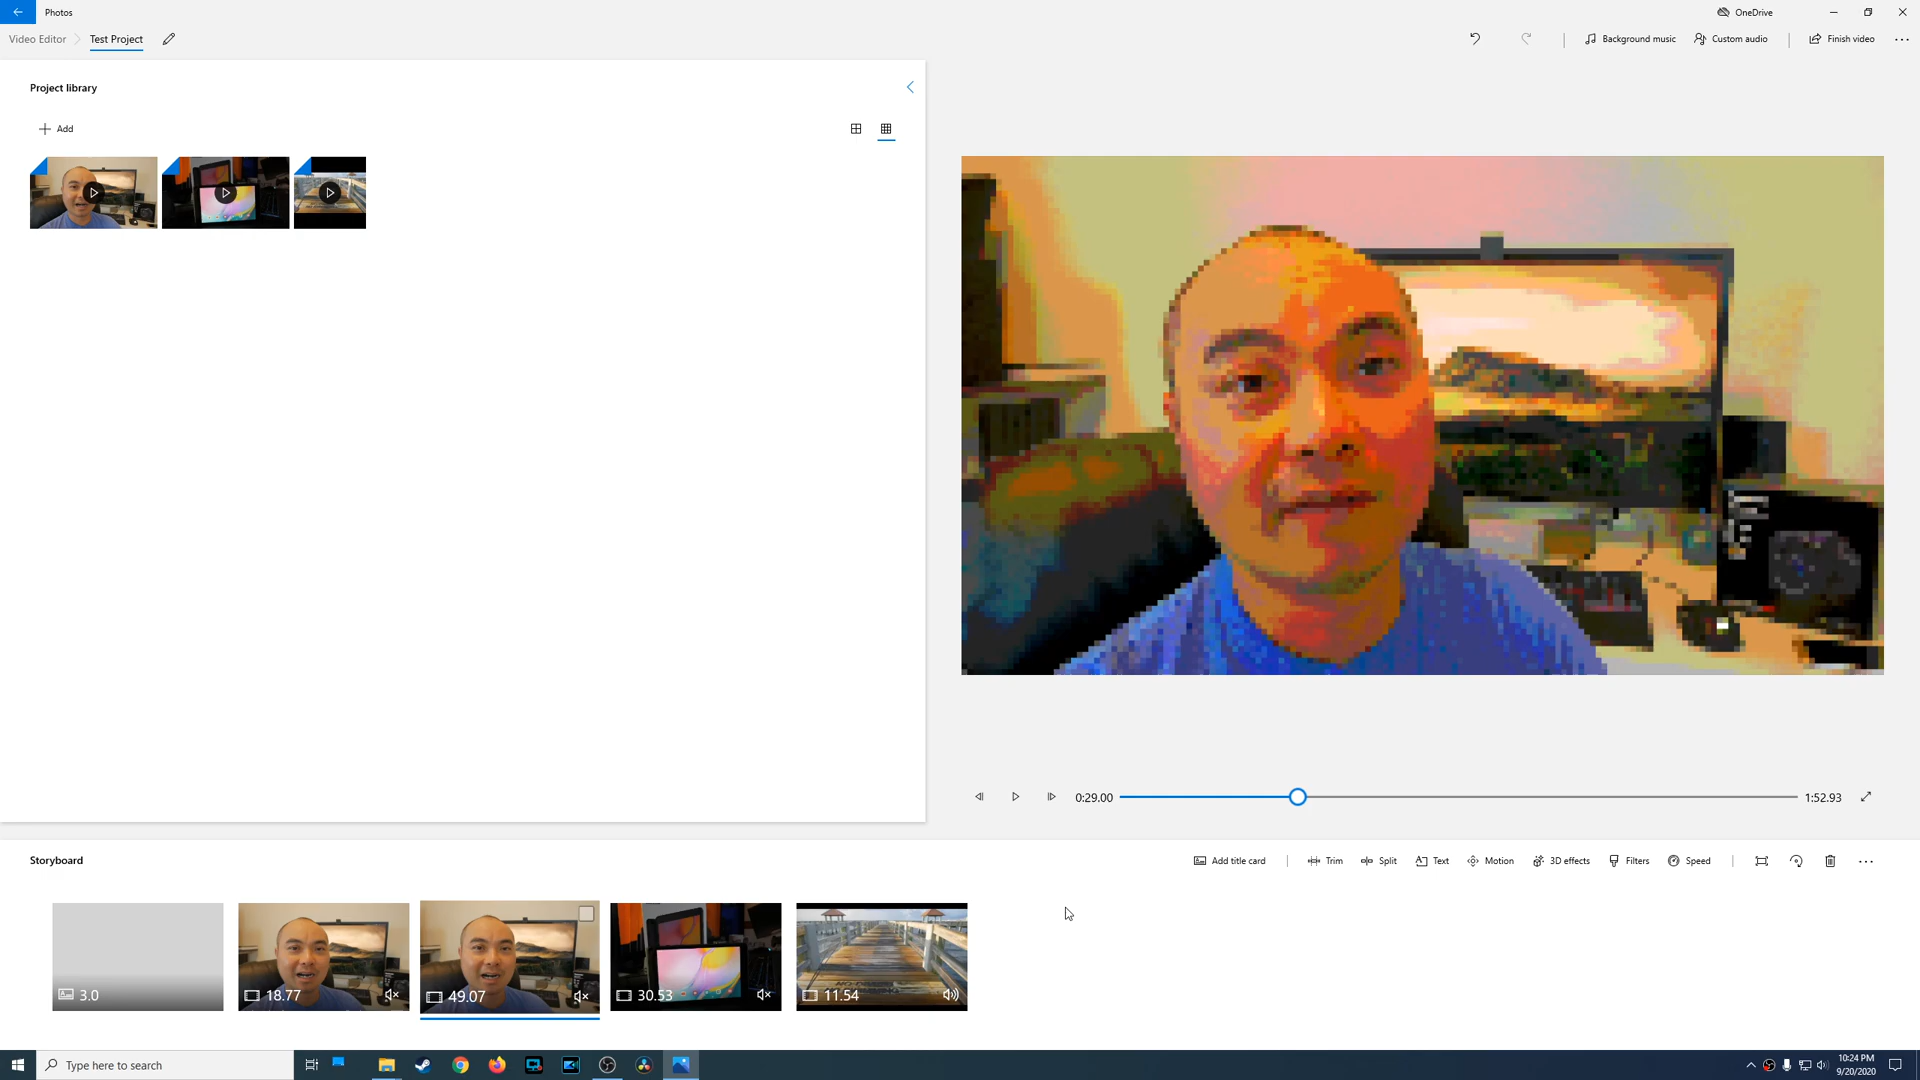 Photos
OneDrive
Video Editor
Test Project
Background music
Custom audio
Finish video
Project library
Add
0:29.00
1:52.93
Storyboard
Add title card
Trim
Split
Text
Motion
3D effects
Filters
Speed
3.0
18.77
49.07
30.53
11.54
Type here to search
10:24 PM
9/20/2020